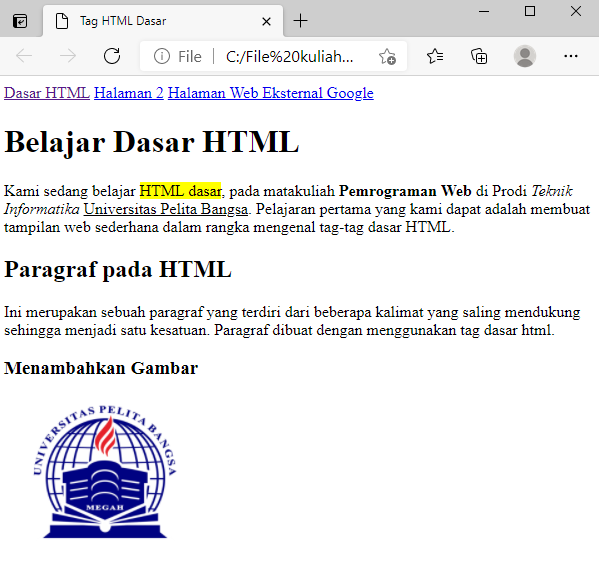 Tag HTML Dasar
File | C:/File%20kuliah...
Dasar HTML Halaman 2 Halaman Web Eksternal Google
Belajar Dasar HTML
Kami sedang belajar HTML dasar, pada matakuliah Pemrograman Web di Prodi Teknik
Informatika Universitas Pelita Bangsa. Pelajaran pertama yang kami dapat adalah membuat
tampilan web sederhana dalam rangka mengenal tag-tag dasar HTML.
Paragraf pada HTML
Ini merupakan sebuah paragraf yang terdiri dari beberapa kalimat yang saling mendukung
sehingga menjadi satu kesatuan. Paragraf dibuat dengan menggunakan tag dasar html.
Menambahkan Gambar
UNIVERSITAS PELITA BANGSA
MEGAH